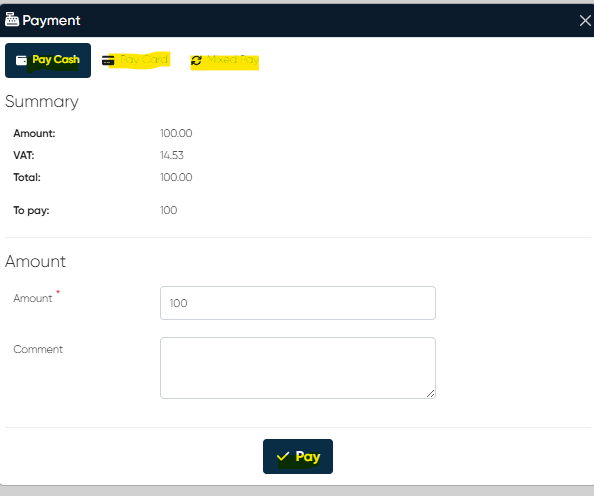 Payment
Pay Cash Pay Card Mixed Pay
Summary
Amount: 100.00
VAT: 14.53
Total: 100.00
To pay: 100
Amount
Amount * 100
Comment
Pay